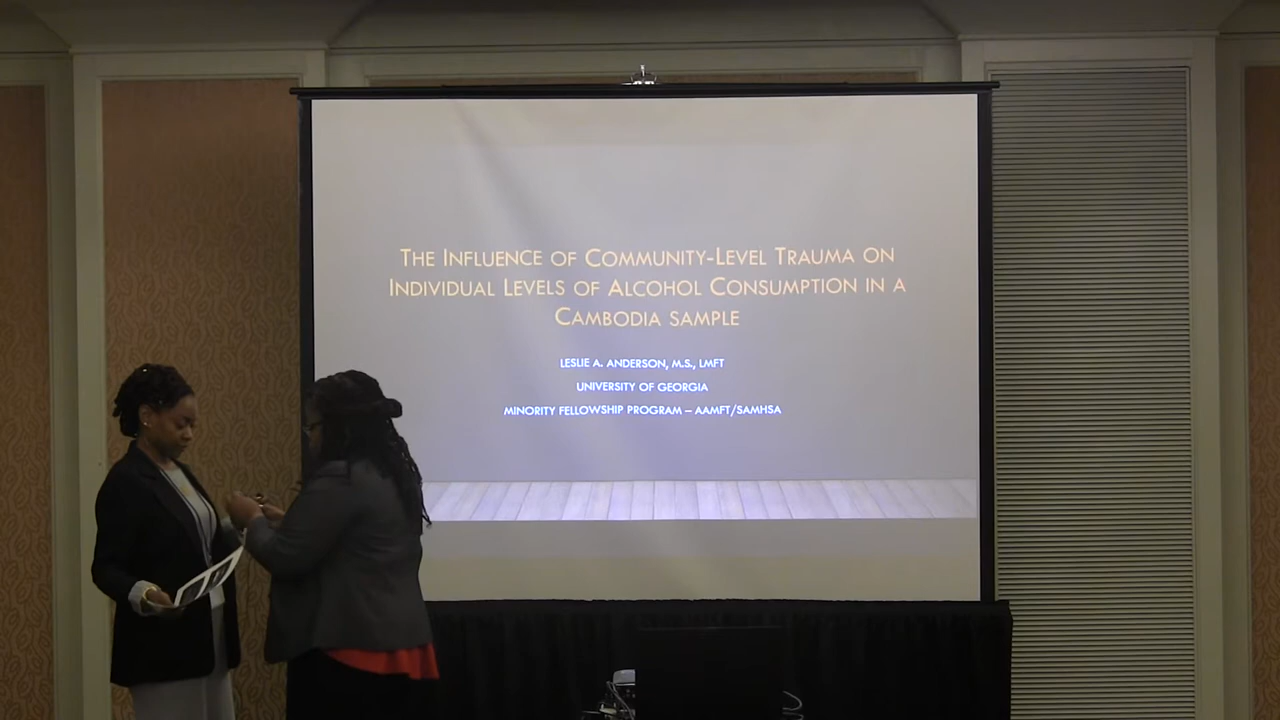 THE INFLUENCE OF COMMUNITY-LEVEL TRAUMA ON
INDIVIDUAL LEVELS OF ALCOHOL CONSUMPTION IN A
CAMBODIA SAMPLE
LESLIE A. ANDERSON, M.S., LMFT
UNIVERSITY OF GEORGIA
MINORITY FELLOWSHIP PROGRAM – AAMFT/SAMHSA